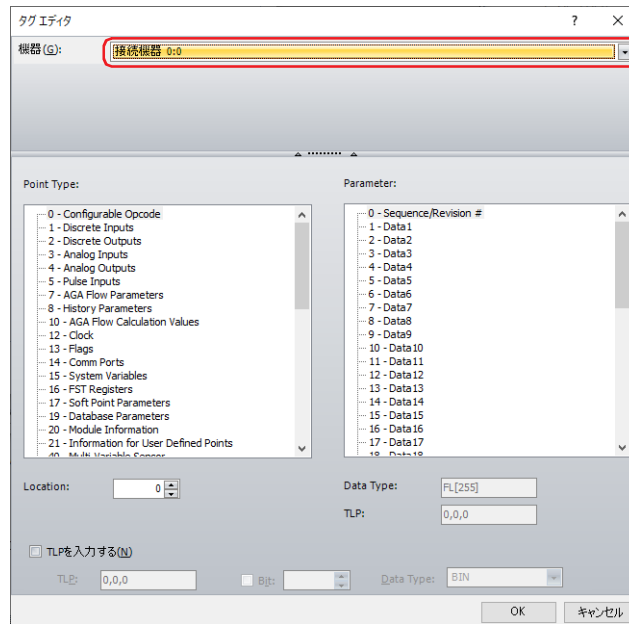 タグ エディタ
?
×
機器(G):
接続機器 0:0
Point Type:
0 - Configurable Opcode
1 - Discrete Inputs
2 - Discrete Outputs
3 - Analog Inputs
4 - Analog Outputs
5 - Pulse Inputs
7 - AGA Flow Parameters
8 - History Parameters
10 - AGA Flow Calculation Values
12 - Clock
13 - Flags
14 - Comm Ports
15 - System Variables
16 - FST Registers
17 - Soft Point Parameters
19 - Database Parameters
20 - Module Information
21 - Information for User Defined Points
40 - Multi Variable Sensor
Parameter:
0 - Sequence/Revision #
1 - Data1
2 - Data2
3 - Data3
4 - Data4
5 - Data5
6 - Data6
7 - Data7
8 - Data8
9 - Data9
10 - Data10
11 - Data11
12 - Data12
13 - Data13
14 - Data14
15 - Data15
16 - Data16
17 - Data17
18 - Data18
Location:
0
Data Type:
FL[255]
TLP:
0,0,0
TLPを入力する(N)
TLP:
0,0,0
Bit:
Data Type:
BIN
OK
キャンセル